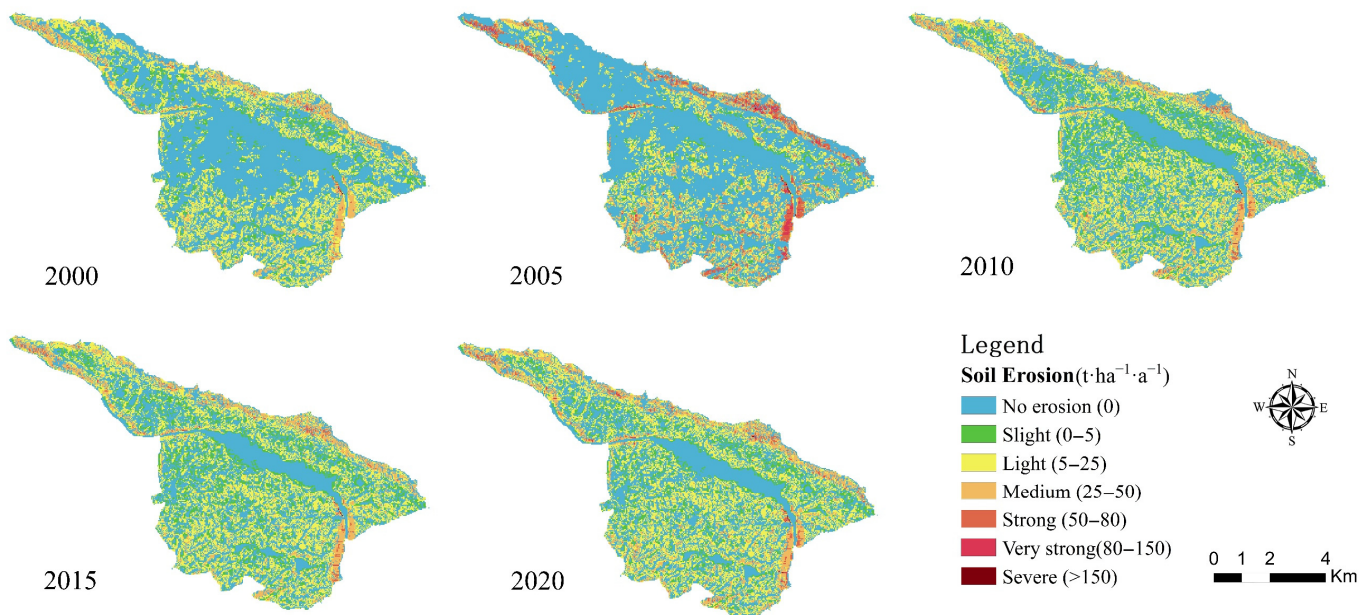 2000
2005
2010
2015
2020
Legend
Soil Erosion(t·ha⁻¹·a⁻¹)
No erosion (0)
Slight (0–5)
Light (5–25)
Medium (25–50)
Strong (50–80)
Very strong(80–150)
Severe (>150)
N
W E
S
0 1 2 4
Km